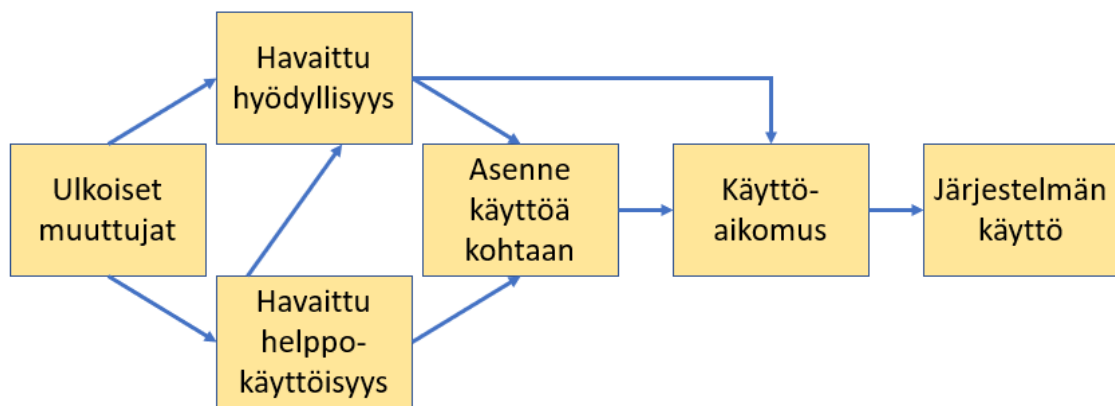 Havaittu
hyödyllisyys
Ulkoiset
muuttujat
Asenne
käyttöä
kohtaan
Käyttö-
aikomus
Järjestelmän
käyttö
Havaittu
helppo-
käyttöisyys